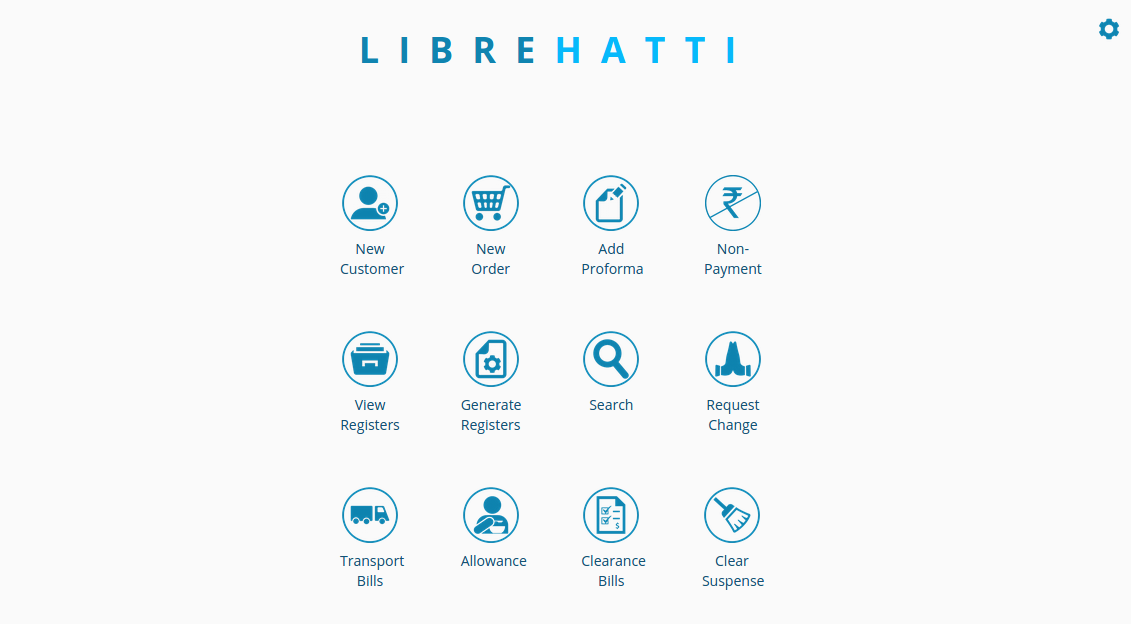 LIBREHATTI
New Customer
New Order
Add Proforma
Non-Payment
View Registers
Generate Registers
Search
Request Change
Transport Bills
Allowance
Clearance Bills
Clear Suspense